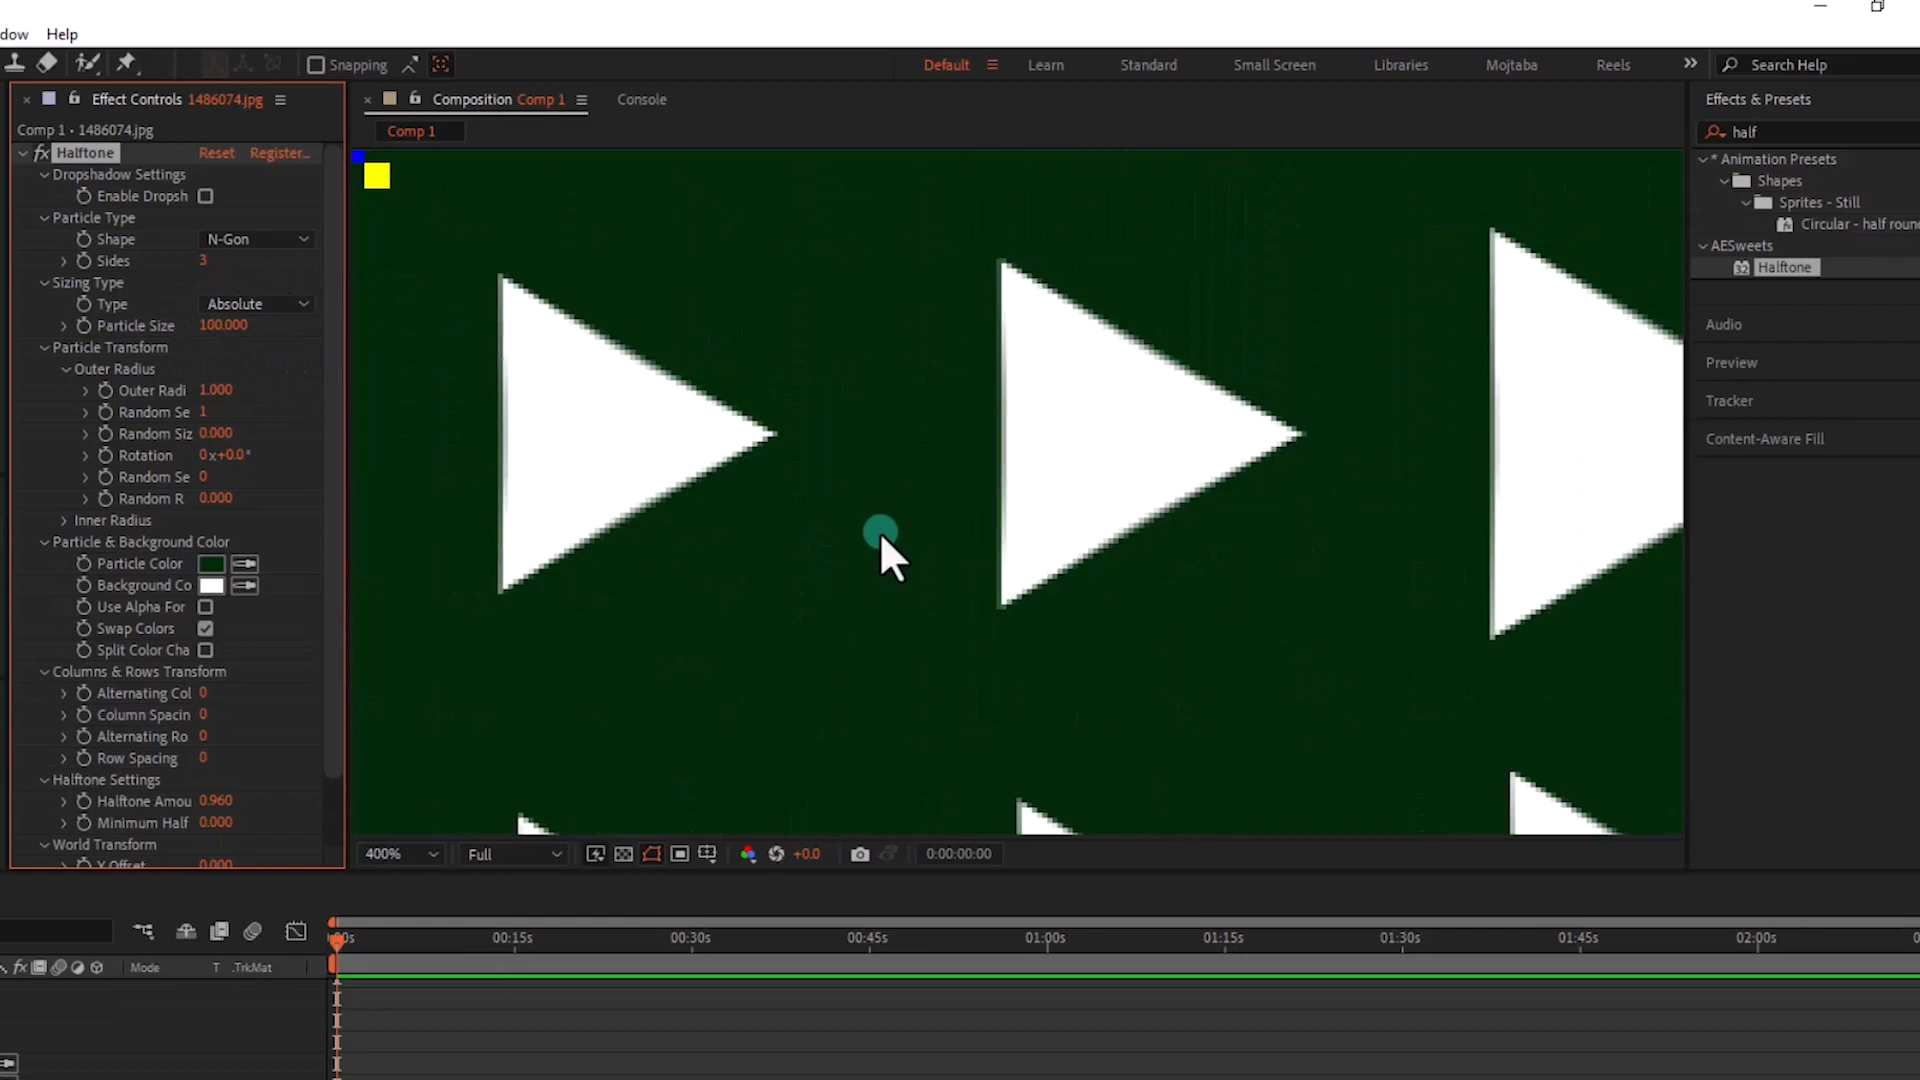 dow Help
Snapping
Default Learn Standard Small Screen Libraries Mojtaba Reels Search Help
Effect Controls 1486074.jpg
Composition Comp 1
Console
Effects & Presets
Comp 1 • 1486074.jpg
Comp 1
half
fx Halftone Reset Register...
Dropshadow Settings
Enable Dropsh
Particle Type
Shape N-Gon
Sides 3
Sizing Type
Type Absolute
Particle Size 100.000
Particle Transform
Outer Radius
Outer Radi 1.000
Random Se 1
Random Siz 0.000
Rotation 0x+0.0°
Random Se 0
Random R 0.000
Inner Radius
Particle & Background Color
Particle Color
Background Co
Use Alpha For
Swap Colors
Split Color Cha
Columns & Rows Transform
Alternating Col 0
Column Spacin 0
Alternating Ro 0
Row Spacing 0
Halftone Settings
Halftone Amou 0.960
Minimum Half 0.000
World Transform
X Offset 0.000
* Animation Presets
Shapes
Sprites - Still
Circular - half roun
AESweets
32 Halftone
Audio
Preview
Tracker
Content-Aware Fill
400% Full +0.0 0:00:00:00
00s 00:15s 00:30s 00:45s 01:00s 01:15s 01:30s 01:45s 02:00s 0
fx Mode T .TrkMat